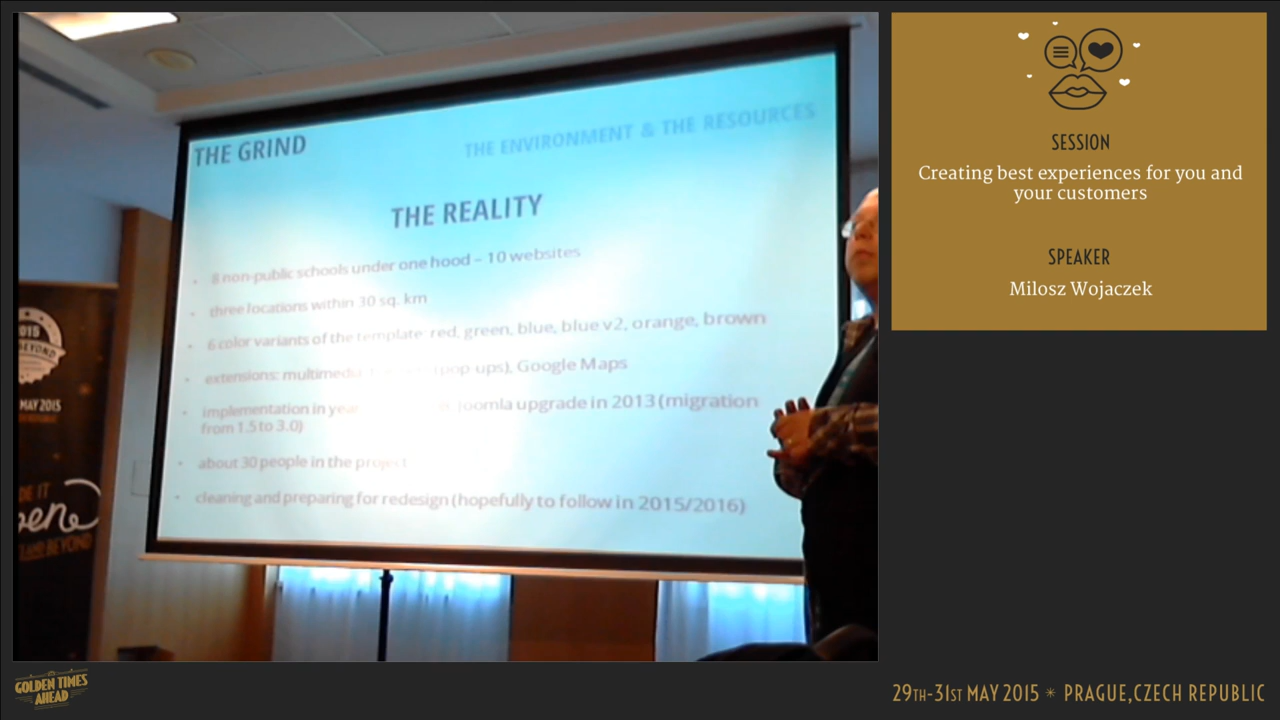 THE GRIND
THE ENVIRONMENT & THE RESOURCES
THE REALITY
8 non-public schools under one hood – 10 websites
three locations within 30 sq. km
6 color variants of the template: red, green, blue, blue v2, orange, brown
extensions: multimedia (pop-ups), Google Maps
implementation in Joomla upgrade in 2013 (migration
from 1.5 to 3.0)
about 30 people in the project
cleaning and preparing for redesign (hopefully to follow in 2015/2016)
2015
BEYOND
MAY 2015
SESSION
Creating best experiences for you and
your customers
SPEAKER
Milosz Wojaczek
GOLDEN TIMES
AHEAD
29TH-31ST MAY 2015 * PRAGUE,CZECH REPUBLIC